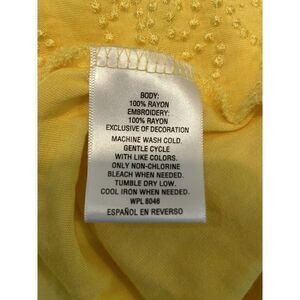 BODY:
100% RAYON
EMBROIDERY:
100% RAYON
EXCLUSIVE OF DECORATION
MACHINE WASH COLD.
GENTLE CYCLE
WITH LIKE COLORS.
ONLY NON-CHLORINE
BLEACH WHEN NEEDED.
TUMBLE DRY LOW.
COOL IRON WHEN NEEDED.
WPL 8046
ESPAÑOL EN REVERSO